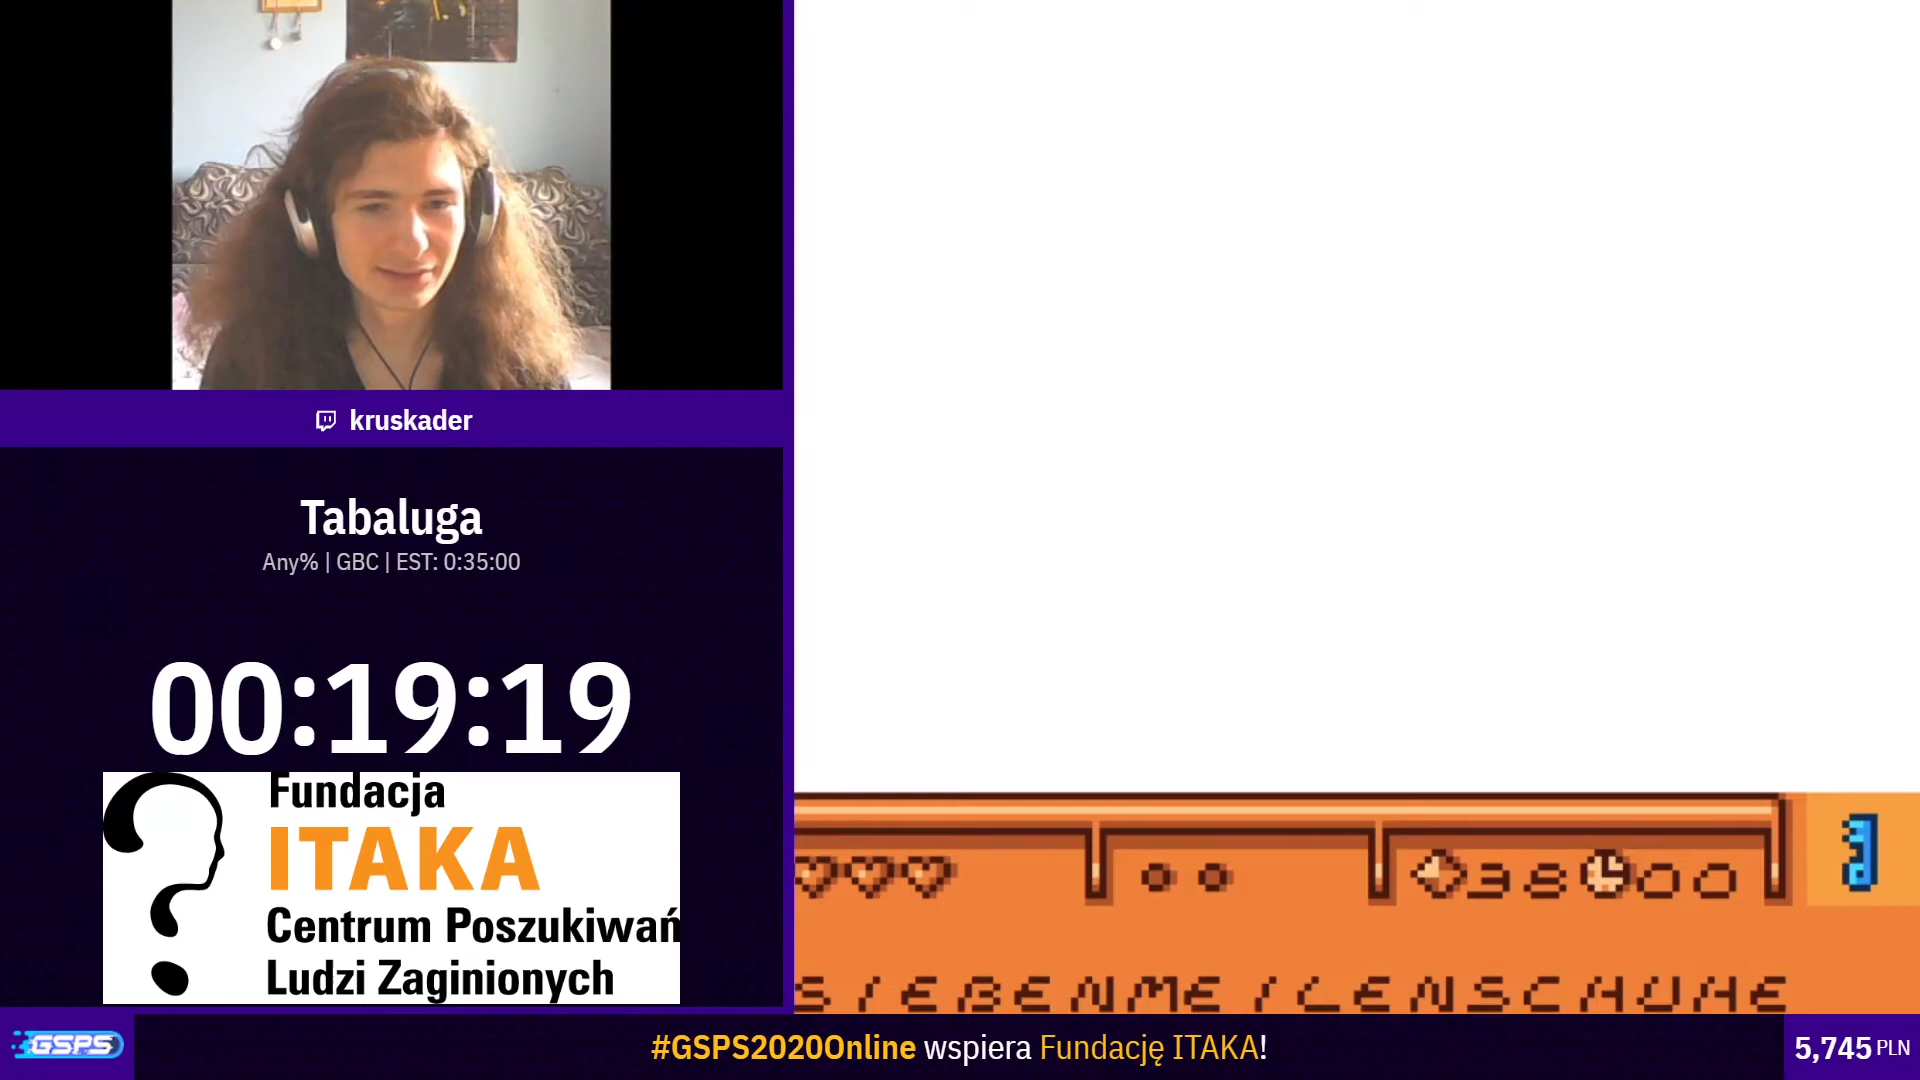 kruskader
Tabaluga
Any% | GBC | EST: 0:35:00
00:19:19
Fundacja
ITAKA
Centrum Poszukiwań
Ludzi Zaginionych
38 00
SIEBENMEILENSCHUHE
GSPS
#GSPS2020Online wspiera Fundację ITAKA!
5,745 PLN